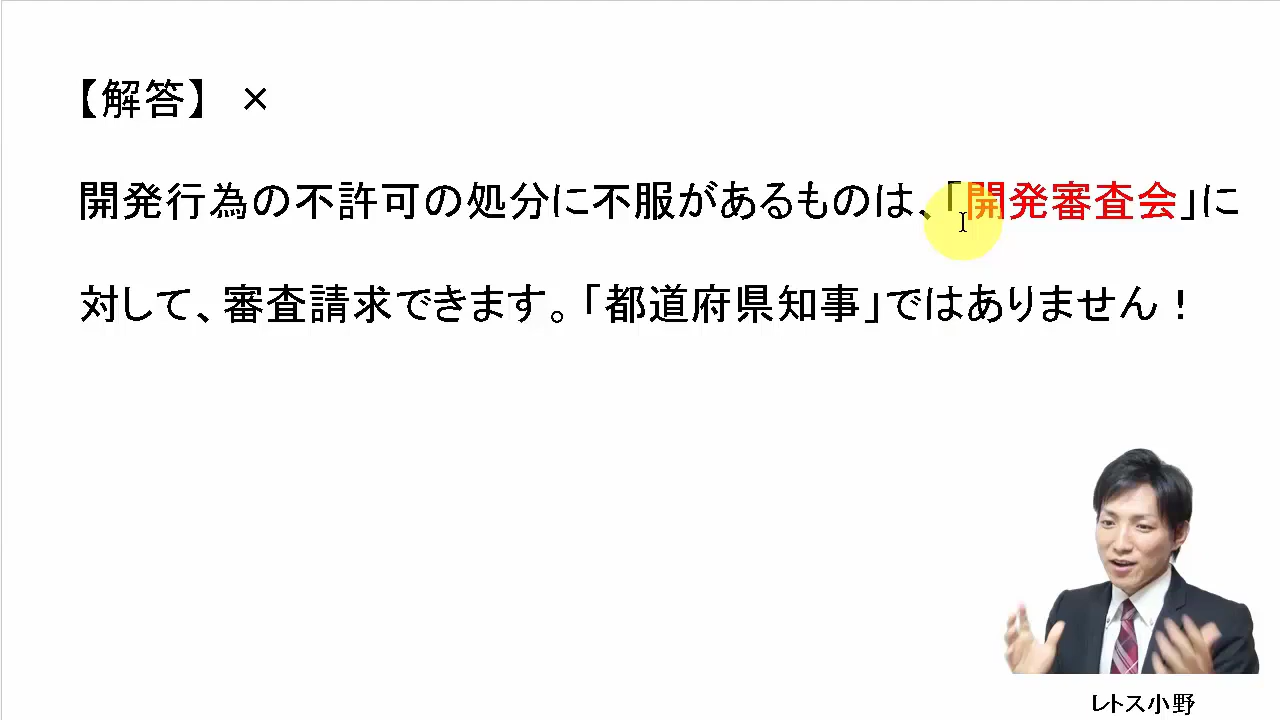 【解答】 ×
開発行為の不許可の処分に不服があるものは、「開発審査会」に
対して、審査請求できます。「都道府県知事」ではありません！
レトス小野